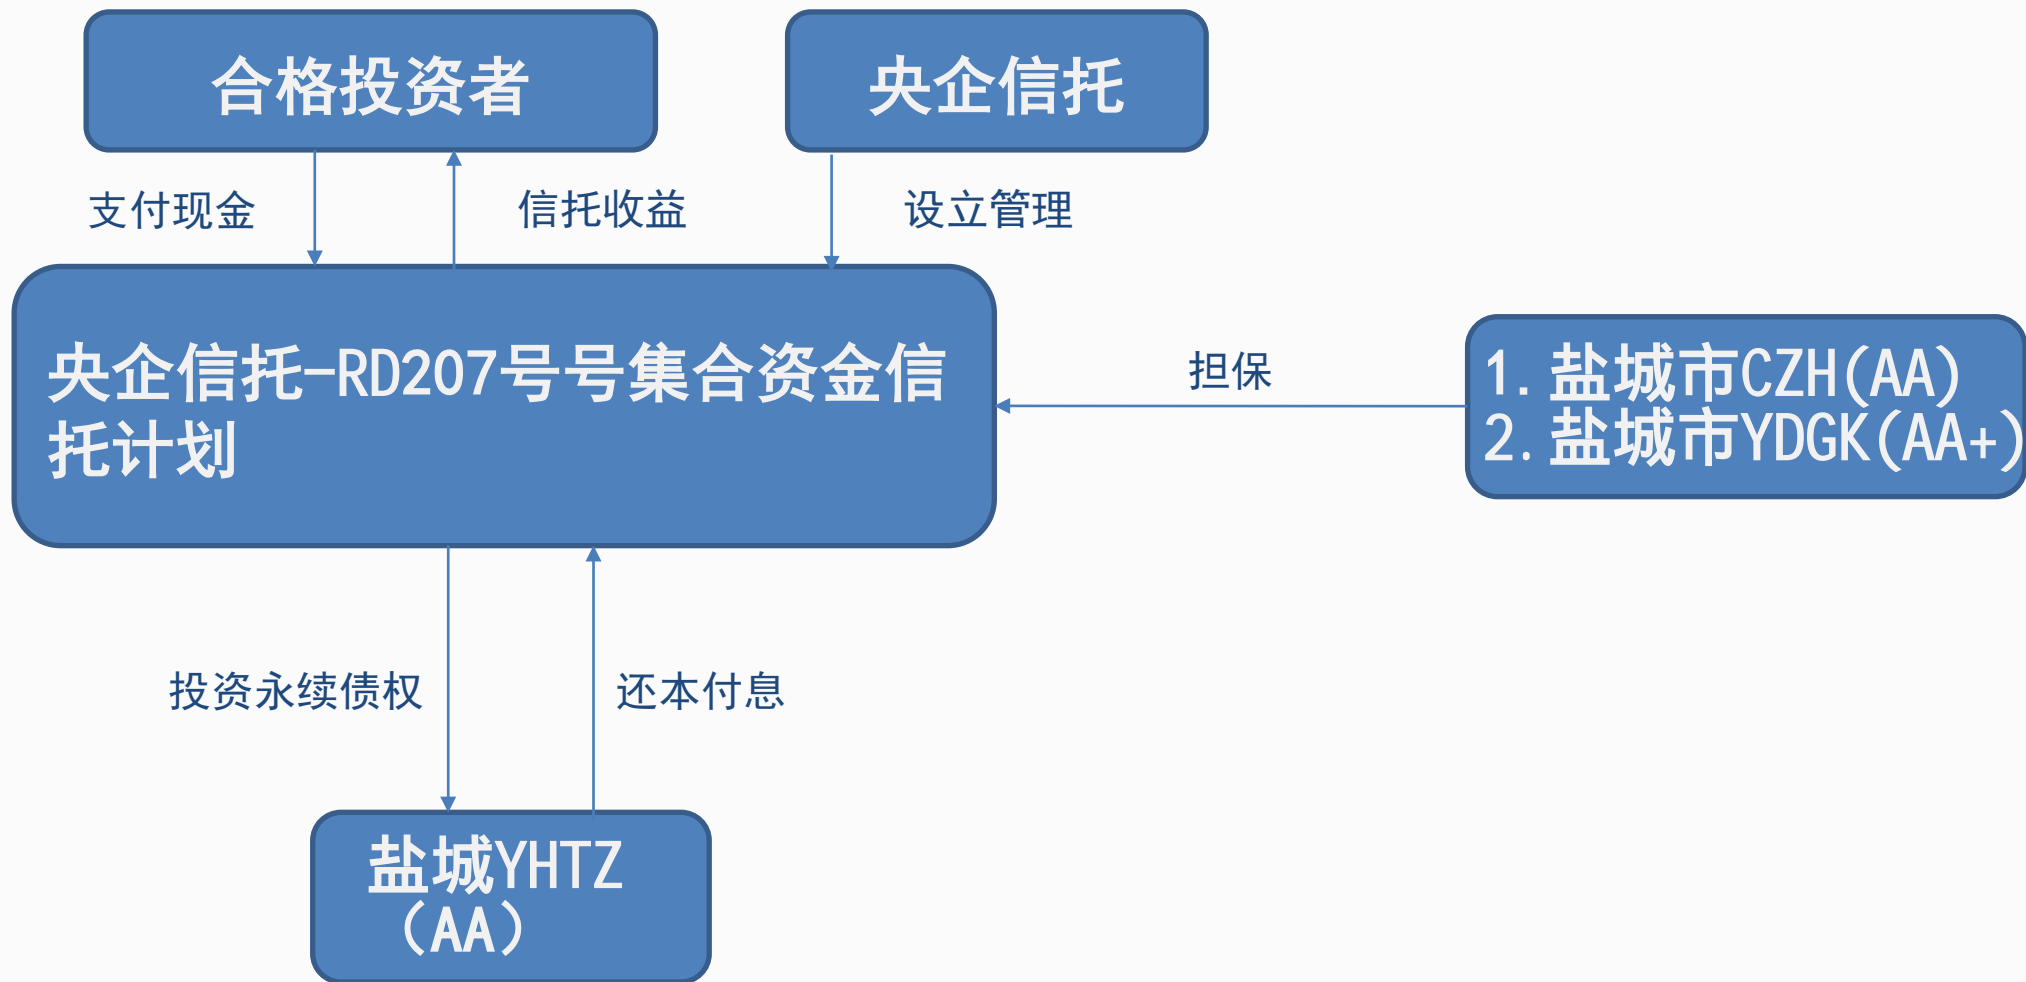 合格投资者
央企信托
支付现金
信托收益
设立管理
央企信托-RD207号号集合资金信
托计划
担保
1.盐城市CZH(AA)
2.盐城市YDGK(AA+)
投资永续债权
还本付息
盐城YHTZ
（AA）